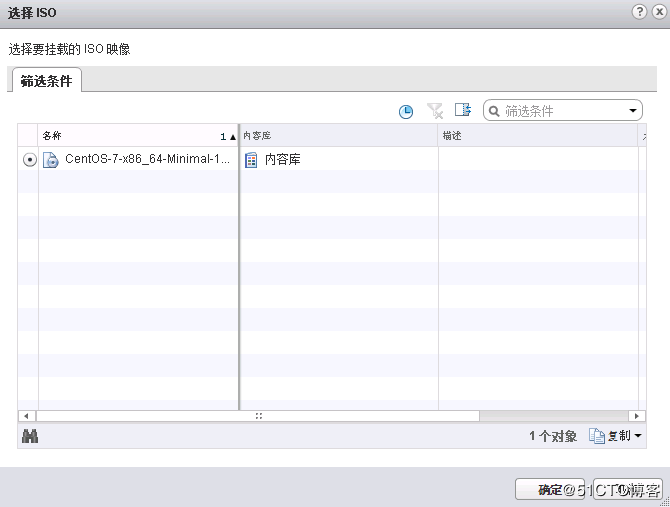 选择 ISO
选择要挂载的 ISO 映像
筛选条件
筛选条件
名称 1 ▲ 内容库 描述
CentOS-7-x86_64-Minimal-1... 内容库
1 个对象 复制
确定 @51CTO博客